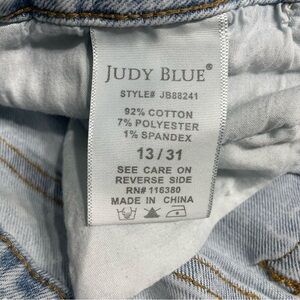 JUDY BLUE®
STYLE# JB88241
92% COTTON
7% POLYESTER
1% SPANDEX
13/31
SEE CARE ON
REVERSE SIDE
RN# 116380
MADE IN CHINA